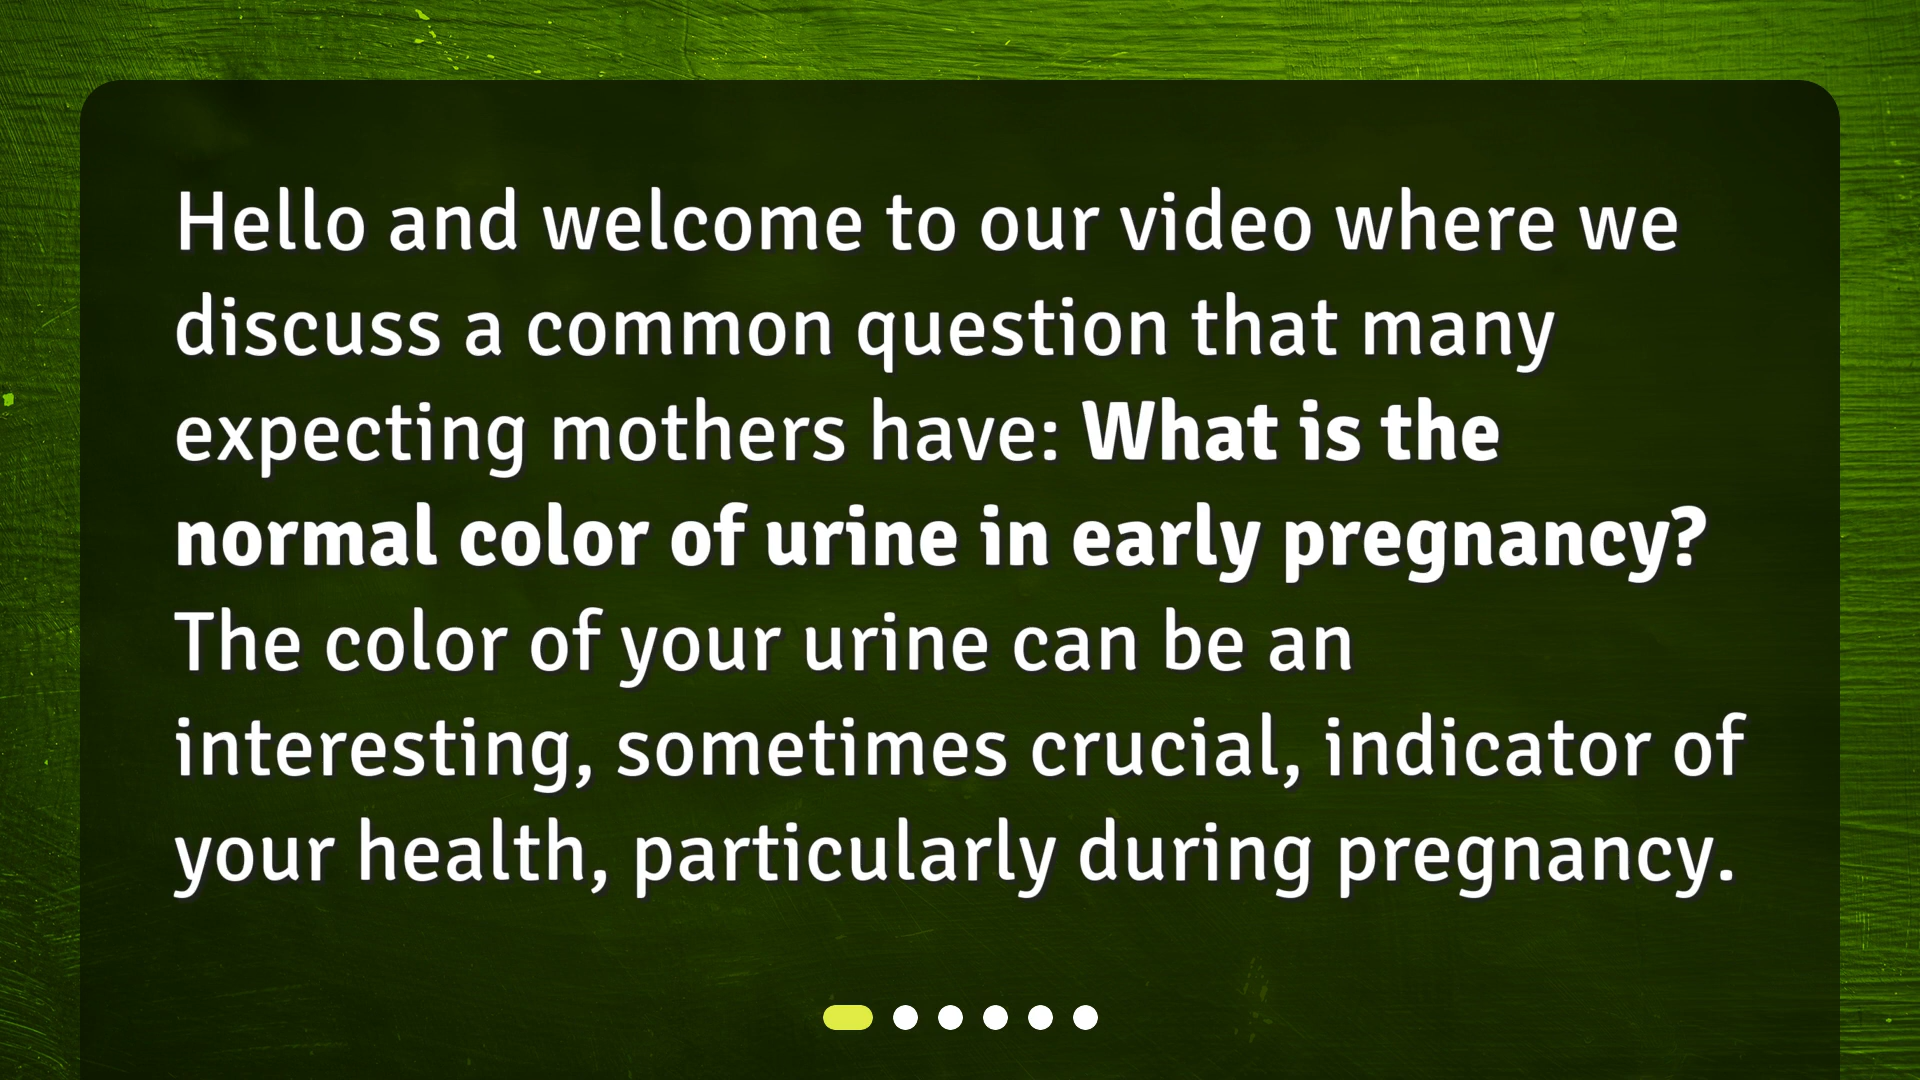 Hello and welcome to our video where we
discuss a common question that many
expecting mothers have: What is the
normal color of urine in early pregnancy?
The color of your urine can be an
interesting, sometimes crucial, indicator of
your health, particularly during pregnancy.